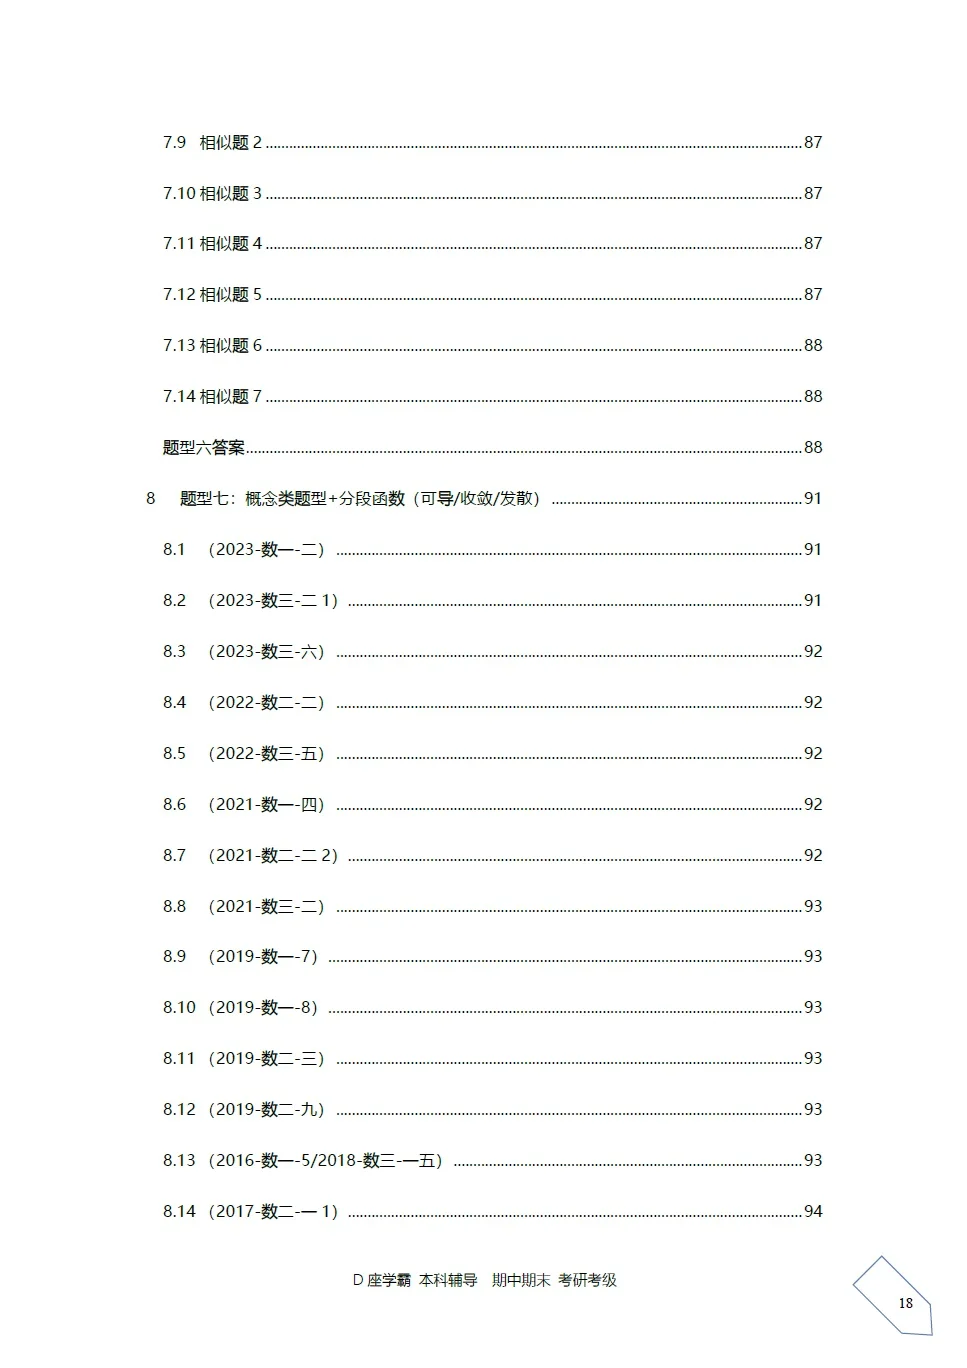 7.9 相似题 2 87
7.10 相似题 3 87
7.11 相似题 4 87
7.12 相似题 5 87
7.13 相似题 6 88
7.14 相似题 7 88
题型六答案 88
8 题型七：概念类题型+分段函数（可导/收敛/发散） 91
8.1 （2023-数一-二） 91
8.2 （2023-数三-二 1） 91
8.3 （2023-数三-六） 92
8.4 （2022-数二-二） 92
8.5 （2022-数三-五） 92
8.6 （2021-数一-四） 92
8.7 （2021-数二-二 2） 92
8.8 （2021-数三-二） 93
8.9 （2019-数一-7） 93
8.10 （2019-数一-8） 93
8.11 （2019-数二-三） 93
8.12 （2019-数二-九） 93
8.13 （2016-数一-5/2018-数三-一五） 93
8.14 （2017-数二-一 1） 94
D 座学霸 本科辅导 期中期末 考研考级
18